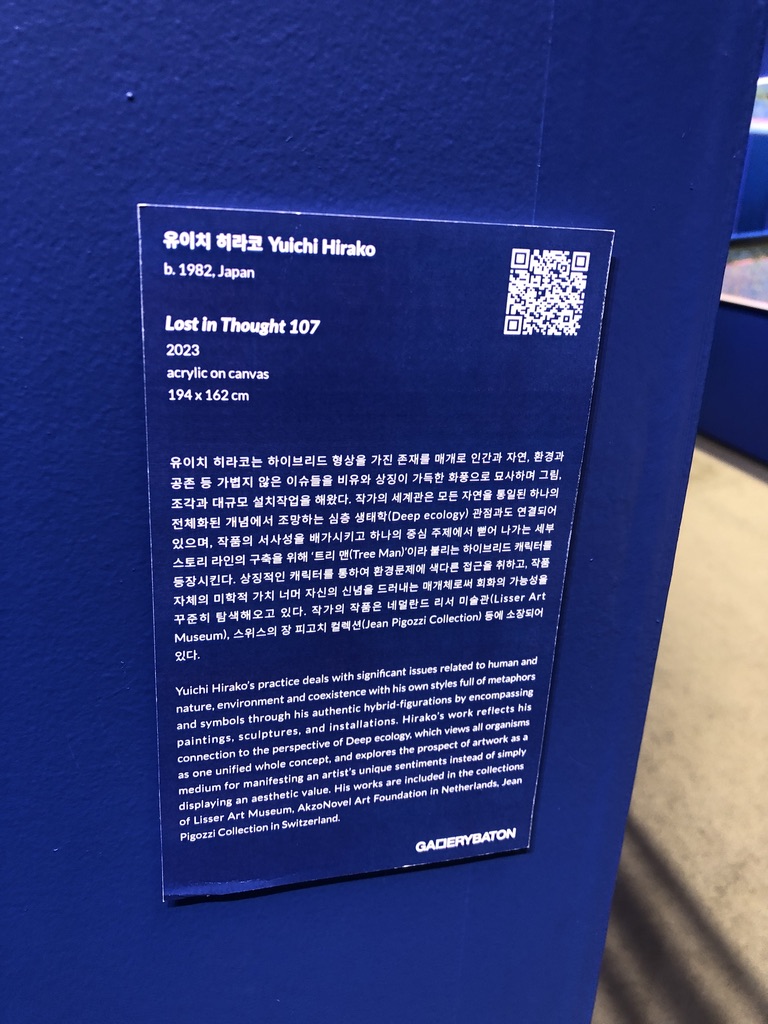 유이치 히라코 Yuichi Hirako
b. 1982, Japan
Lost in Thought 107
2023
acrylic on canvas
194 x 162 cm
유이치 히라코는 하이브리드 형상을 가진 존재를 매개로 인간과 자연, 환경과
공존 등 가볍지 않은 이슈들을 비유와 상징이 가득한 화풍으로 묘사하며 그림,
조각과 대규모 설치작업을 해왔다. 작가의 세계관은 모든 자연을 통일된 하나의
전체화된 개념에서 조망하는 심층 생태학(Deep ecology) 관점과도 연결되어
있으며, 작품의 서사성을 배가시키고 하나의 중심 주제에서 뻗어 나가는 세부
스토리 라인의 구축을 위해 '트리 맨(Tree Man)'이라 불리는 하이브리드 캐릭터를
등장시킨다. 상징적인 캐릭터를 통하여 환경문제에 색다른 접근을 취하고, 작품
자체의 미학적 가치 너머 자신의 신념을 드러내는 매개체로써 회화의 가능성을
꾸준히 탐색해오고 있다. 작가의 작품은 네덜란드 리서 미술관(Lisser Art
Museum), 스위스의 장 피고치 컬렉션(Jean Pigozzi Collection) 등에 소장되어
있다.
Yuichi Hirako's practice deals with significant issues related to human and
nature, environment and coexistence with his own styles full of metaphors
and symbols through his authentic hybrid-figurations by encompassing
paintings, sculptures, and installations. Hirako's work reflects his
connection to the perspective of Deep ecology, which views all organisms
as one unified whole concept, and explores the prospect of artwork as a
medium for manifesting an artist's unique sentiments instead of simply
displaying an aesthetic value. His works are included in the collections
of Lisser Art Museum, AkzoNovel Art Foundation in Netherlands, Jean
Pigozzi Collection in Switzerland.
GALLERYBATON